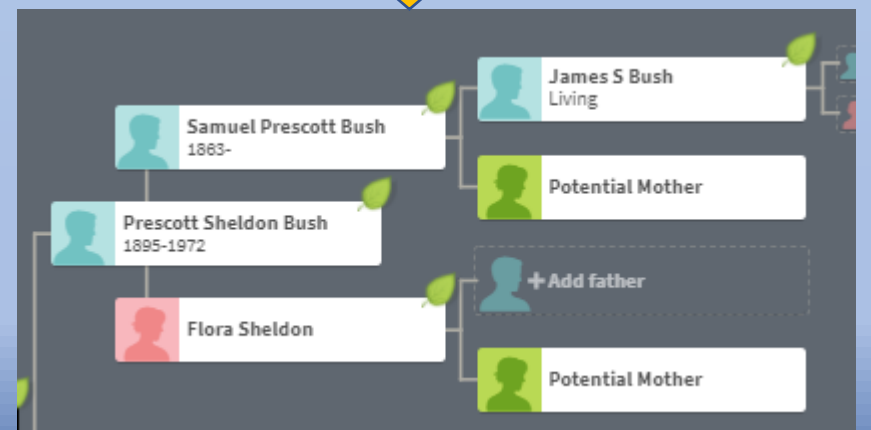 James S Bush
Living
Samuel Prescott Bush
1863-
Potential Mother
Prescott Sheldon Bush
1895-1972
+Add father
Flora Sheldon
Potential Mother